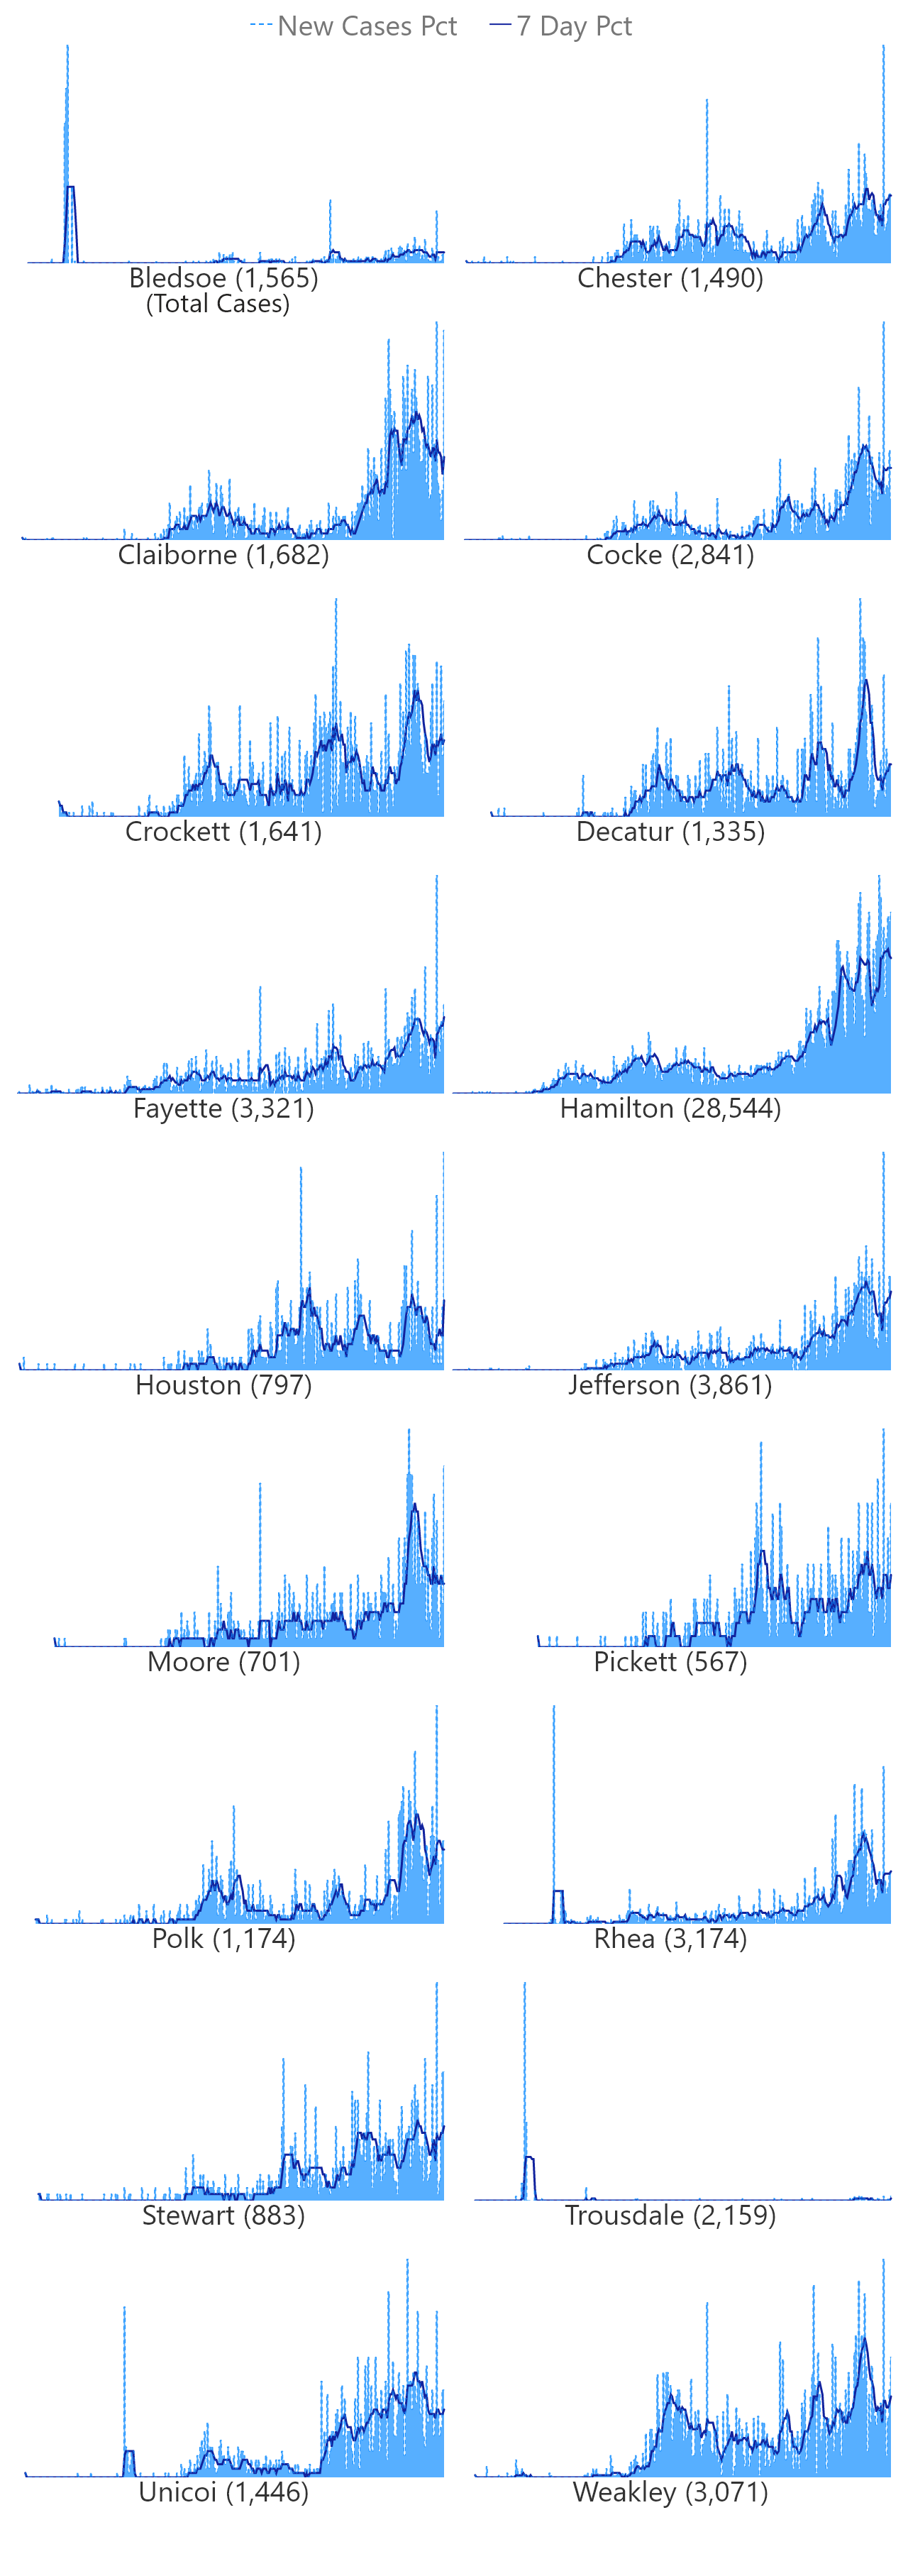 New Cases Pct 7 Day Pct
Bledsoe (1,565) Chester (1,490)
(Total Cases)
Claiborne (1,682) Cocke (2,841)
Crockett (1,641) Decatur (1,335)
Fayette (3,321) Hamilton (28,544)
Houston (797) Jefferson (3,861)
Moore (701) Pickett (567)
Polk (1,174) Rhea (3,174)
Stewart (883) Trousdale (2,159)
Unicoi (1,446) Weakley (3,071)